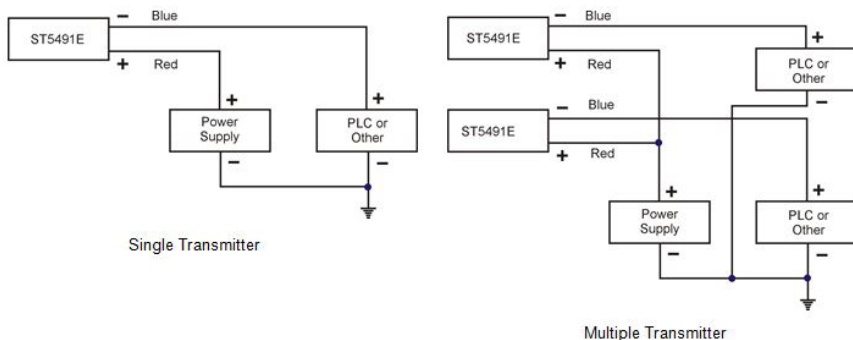 − Blue
ST5491E
+ Red
+ +
Power
Supply
PLC or
Other
− −
Single Transmitter
− Blue
ST5491E
+ Red
+
PLC or
Other
−
− Blue
ST5491E
+ Red
+ +
Power
Supply
PLC or
Other
− −
Multiple Transmitter